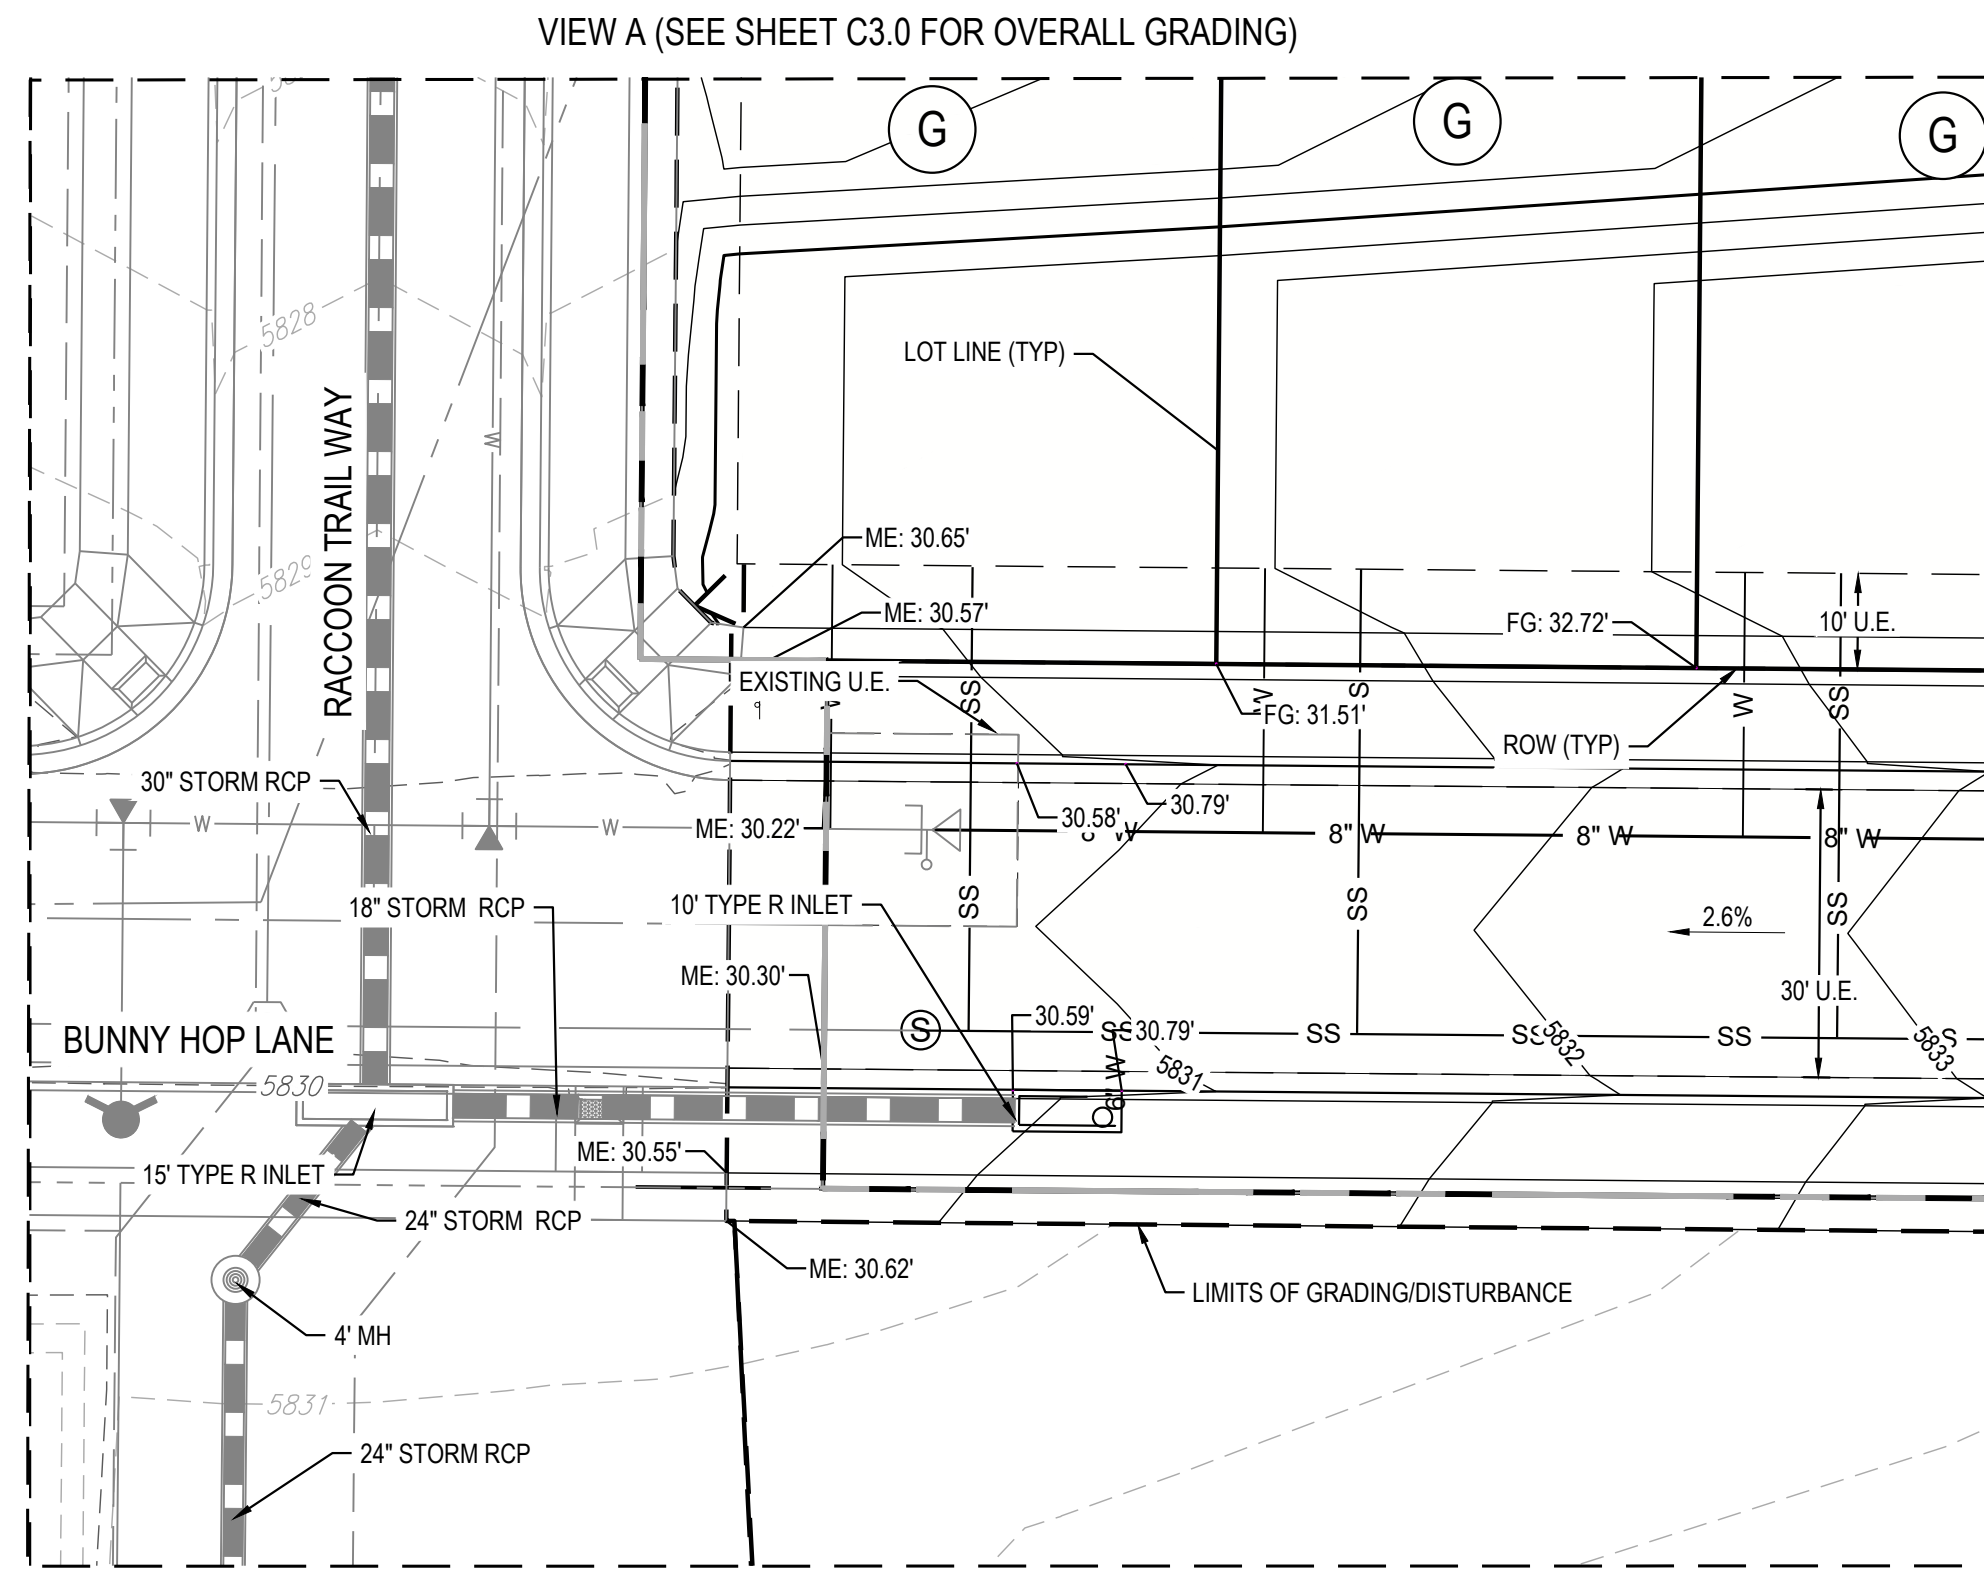 VIEW A (SEE SHEET C3.0 FOR OVERALL GRADING)
G
G
G
5828
LOT LINE (TYP)
RACCOON TRAIL WAY
W
ME: 30.65'
5829
ME: 30.57'
FG: 32.72'
10' U.E.
EXISTING U.E.
SS
W
S
FG: 31.51'
W
SS
ROW (TYP)
30" STORM RCP
30.79'
30.58'
W
W
ME: 30.22'
8" W
8" W
8" W
8" W
18" STORM RCP
10' TYPE R INLET
SS
SS
SS
2.6%
ME: 30.30'
30' U.E.
30.59'
BUNNY HOP LANE
S
SS
30.79'
SS
SS
SS
S
5832
5833
5831
6" W
5830
ME: 30.55'
15' TYPE R INLET
24" STORM RCP
ME: 30.62'
LIMITS OF GRADING/DISTURBANCE
4' MH
5831
24" STORM RCP